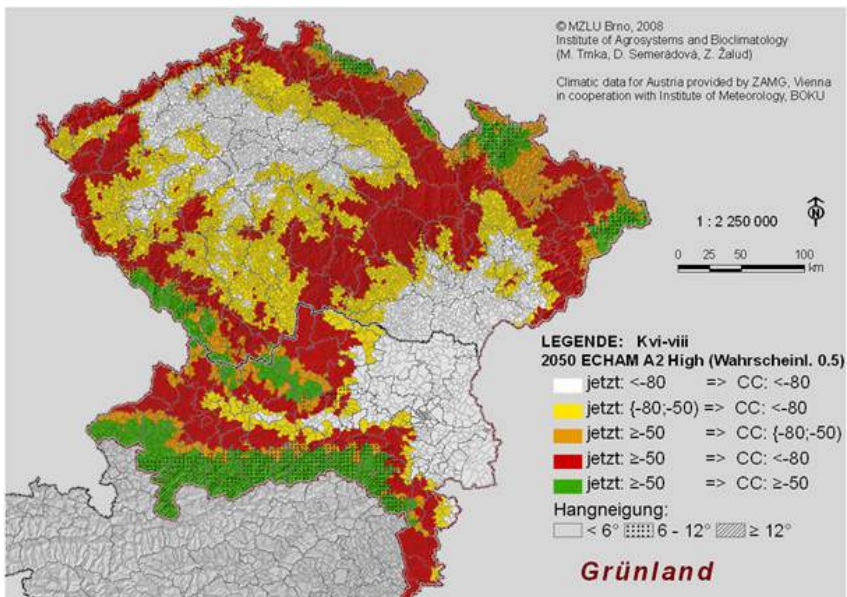 © MZLU Brno, 2008
Institute of Agrosystems and Bioclimatology
(M. Trnka, D. Semerádová, Z. Žalud)
Climatic data for Austria provided by ZAMG, Vienna
in cooperation with Institute of Meteorology, BOKU
1 : 2 250 000
N
0 25 50 100
km
LEGENDE: Kvi-viii
2050 ECHAM A2 High (Wahrscheinl. 0.5)
jetzt: <-80 => CC: <-80
jetzt: {-80;-50) => CC: <-80
jetzt: ≥-50 => CC: {-80;-50)
jetzt: ≥-50 => CC: <-80
jetzt: ≥-50 => CC: ≥-50
Hangneigung:
< 6° 6 - 12° ≥ 12°
Grünland